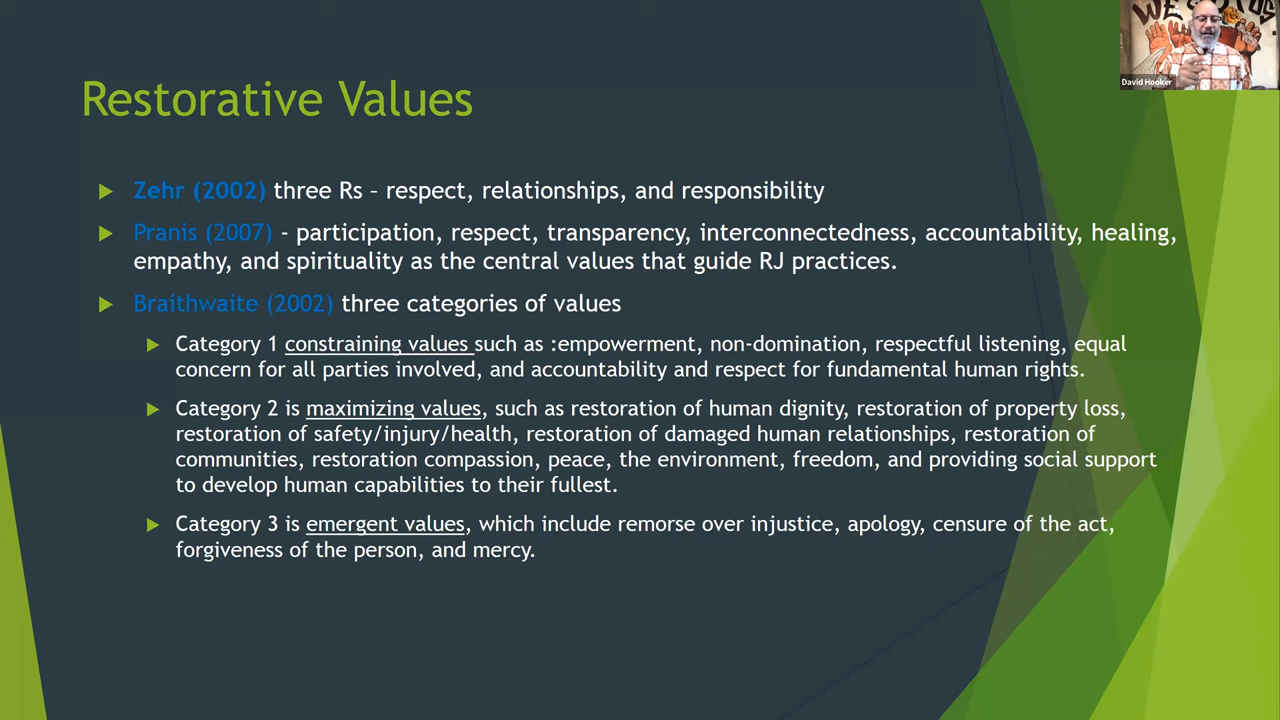 WE
US
David Hooker
Restorative Values
Zehr (2002) three Rs – respect, relationships, and responsibility
Pranis (2007) - participation, respect, transparency, interconnectedness, accountability, healing,
empathy, and spirituality as the central values that guide RJ practices.
Braithwaite (2002) three categories of values
Category 1 constraining values such as :empowerment, non-domination, respectful listening, equal
concern for all parties involved, and accountability and respect for fundamental human rights.
Category 2 is maximizing values, such as restoration of human dignity, restoration of property loss,
restoration of safety/injury/health, restoration of damaged human relationships, restoration of
communities, restoration compassion, peace, the environment, freedom, and providing social support
to develop human capabilities to their fullest.
Category 3 is emergent values, which include remorse over injustice, apology, censure of the act,
forgiveness of the person, and mercy.